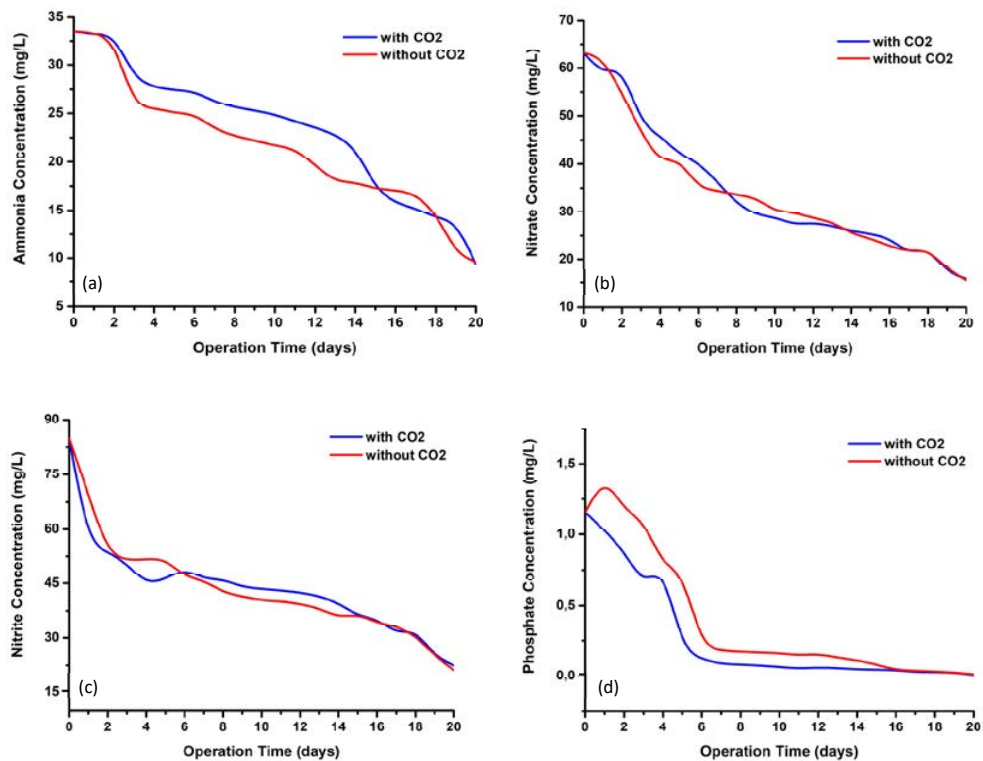 35
30
25
20
15
10
5
0 2 4 6 8 10 12 14 16 18 20
Ammonia Concentration (mg/L)
Operation Time (days)
with CO2
without CO2
(a)
70
60
50
40
30
20
10
0 2 4 6 8 10 12 14 16 18 20
Nitrate Concentration (mg/L)
Operation Time (days)
with CO2
without CO2
(b)
90
75
60
45
30
15
0 2 4 6 8 10 12 14 16 18 20
Nitrite Concentration (mg/L)
Operation Time (days)
with CO2
without CO2
(c)
1,5
1,0
0,5
0,0
0 2 4 6 8 10 12 14 16 18 20
Phosphate Concentration (mg/L)
Operation Time (days)
with CO2
without CO2
(d)